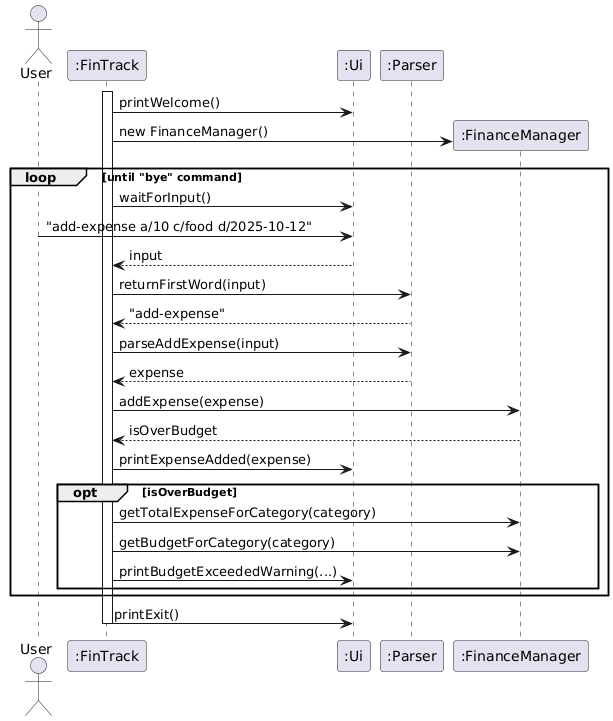 User
:FinTrack
:Ui
:Parser
printWelcome()
new FinanceManager()
:FinanceManager
loop
[until "bye" command]
waitForInput()
"add-expense a/10 c/food d/2025-10-12"
input
returnFirstWord(input)
"add-expense"
parseAddExpense(input)
expense
addExpense(expense)
isOverBudget
printExpenseAdded(expense)
opt
[isOverBudget]
getTotalExpenseForCategory(category)
getBudgetForCategory(category)
printBudgetExceededWarning(...)
printExit()
User
:FinTrack
:Ui
:Parser
:FinanceManager